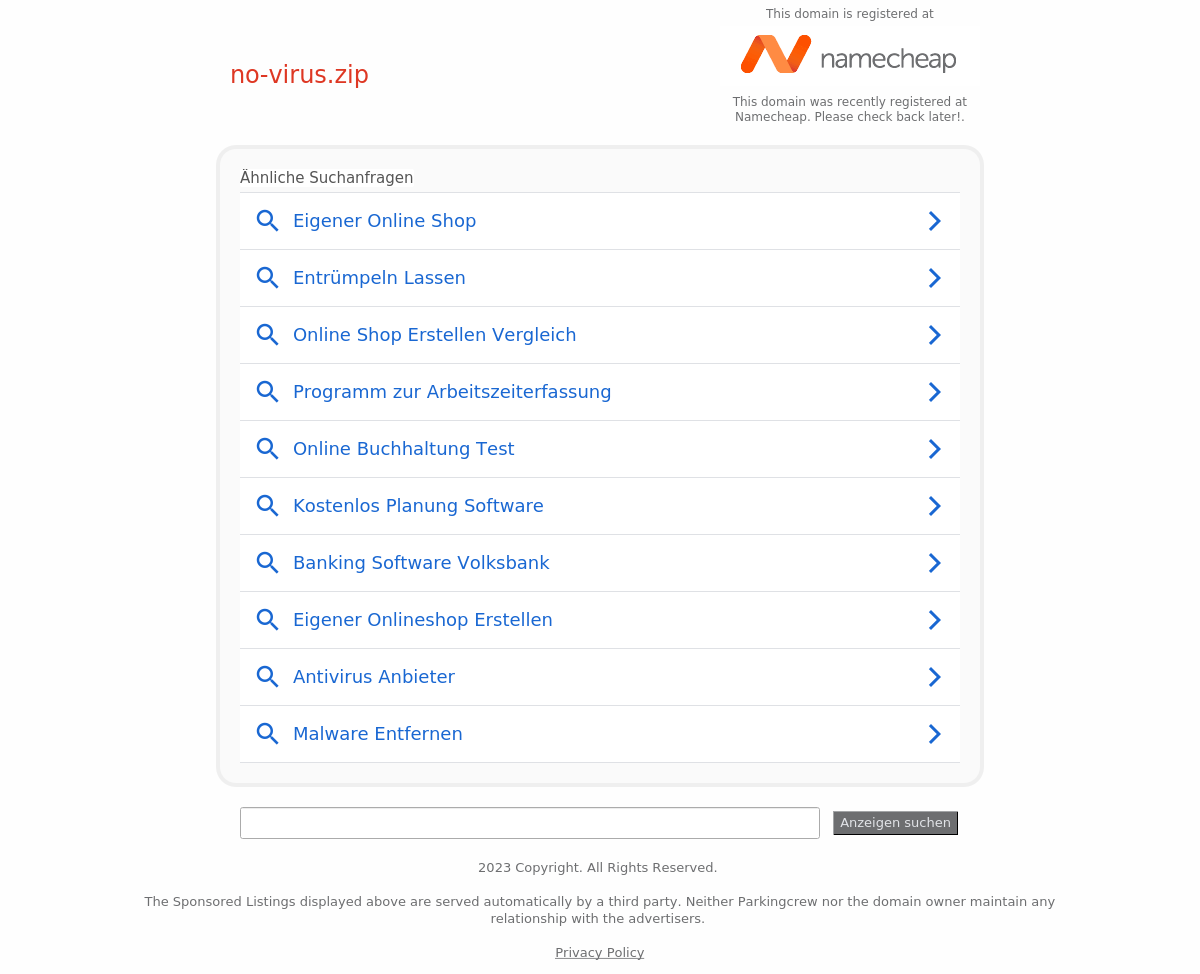 This domain is registered at
namecheap
no-virus.zip
This domain was recently registered at
Namecheap. Please check back later!.
Ähnliche Suchanfragen
Eigener Online Shop
Entrümpeln Lassen
Online Shop Erstellen Vergleich
Programm zur Arbeitszeiterfassung
Online Buchhaltung Test
Kostenlos Planung Software
Banking Software Volksbank
Eigener Onlineshop Erstellen
Antivirus Anbieter
Malware Entfernen
Anzeigen suchen
2023 Copyright. All Rights Reserved.
The Sponsored Listings displayed above are served automatically by a third party. Neither Parkingcrew nor the domain owner maintain any
relationship with the advertisers.
Privacy Policy